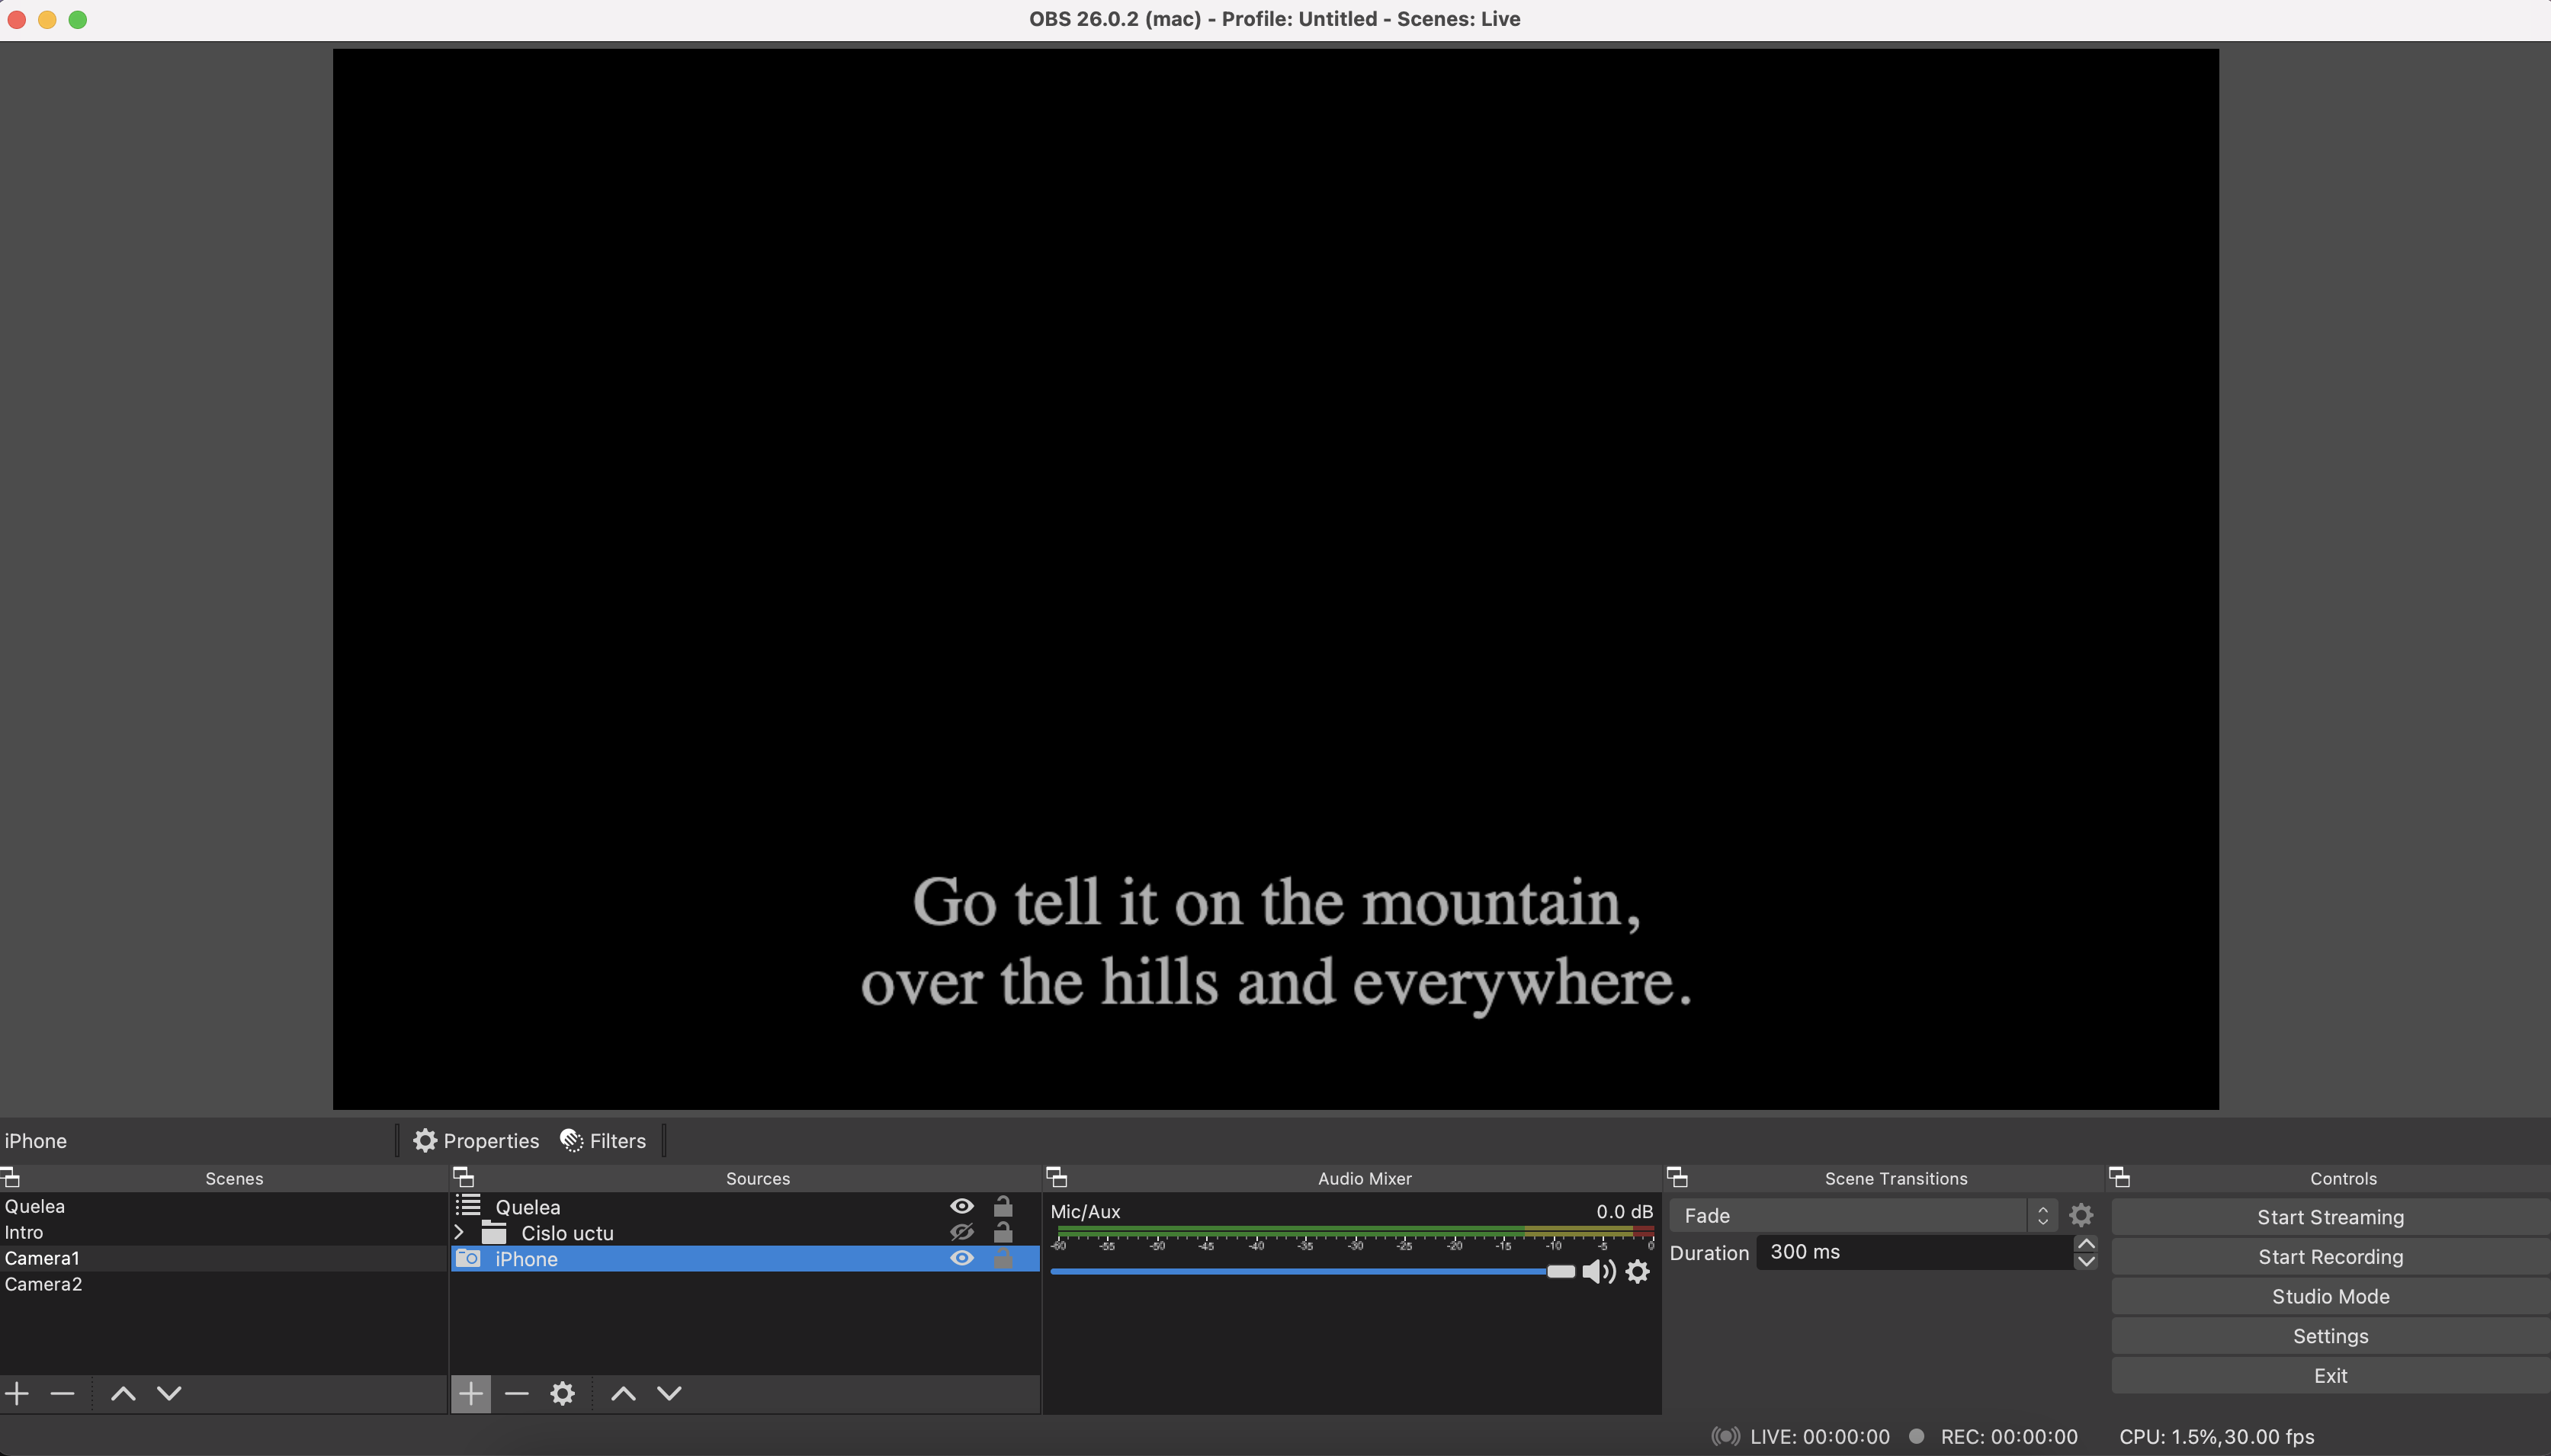 OBS 26.0.2 (mac) - Profile: Untitled - Scenes: Live
Go tell it on the mountain,
over the hills and everywhere.
iPhone
Properties
Filters
Scenes
Quelea
Intro
Camera1
Camera2
Sources
Quelea
Cislo uctu
iPhone
Audio Mixer
Mic/Aux
0.0 dB
-60 -55 -50 -45 -40 -35 -30 -25 -20 -15 -10 -5 0
Scene Transitions
Fade
Duration 300 ms
Controls
Start Streaming
Start Recording
Studio Mode
Settings
Exit
LIVE: 00:00:00
REC: 00:00:00
CPU: 1.5%,30.00 fps